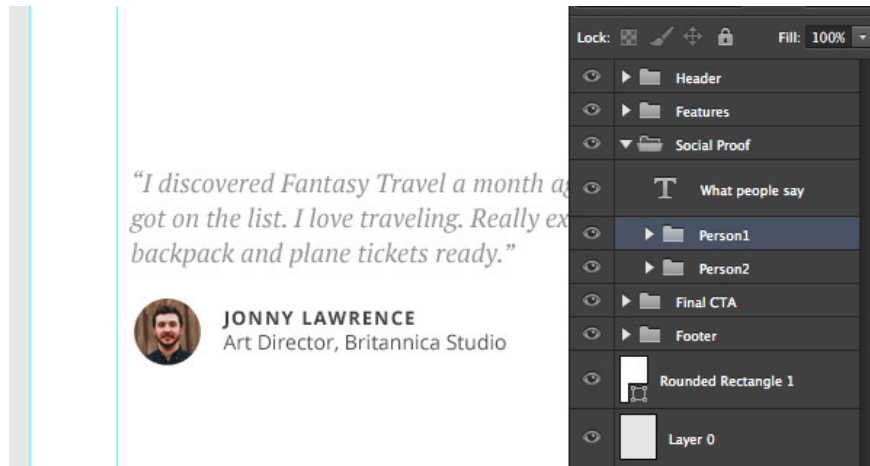 “I discovered Fantasy Travel a month ag
got on the list. I love traveling. Really ex
backpack and plane tickets ready.”
JONNY LAWRENCE
Art Director, Britannica Studio
Lock: Fill: 100%
Header
Features
Social Proof
T What people say
Person1
Person2
Final CTA
Footer
Rounded Rectangle 1
Layer 0